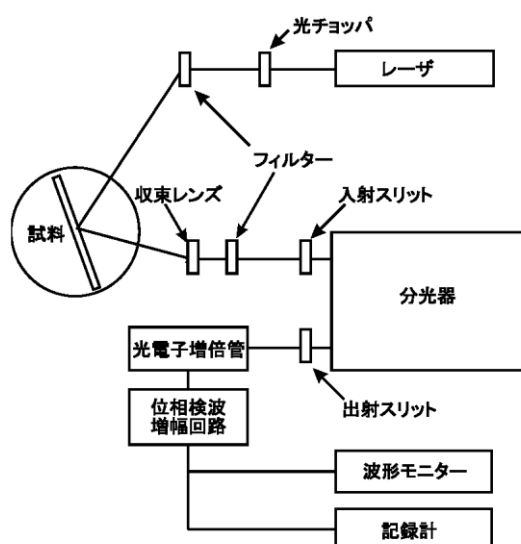 光チョッパ
レーザ
フィルター
収束レンズ
入射スリット
試料
分光器
光電子増倍管
出射スリット
位相検波
増幅回路
波形モニター
記録計